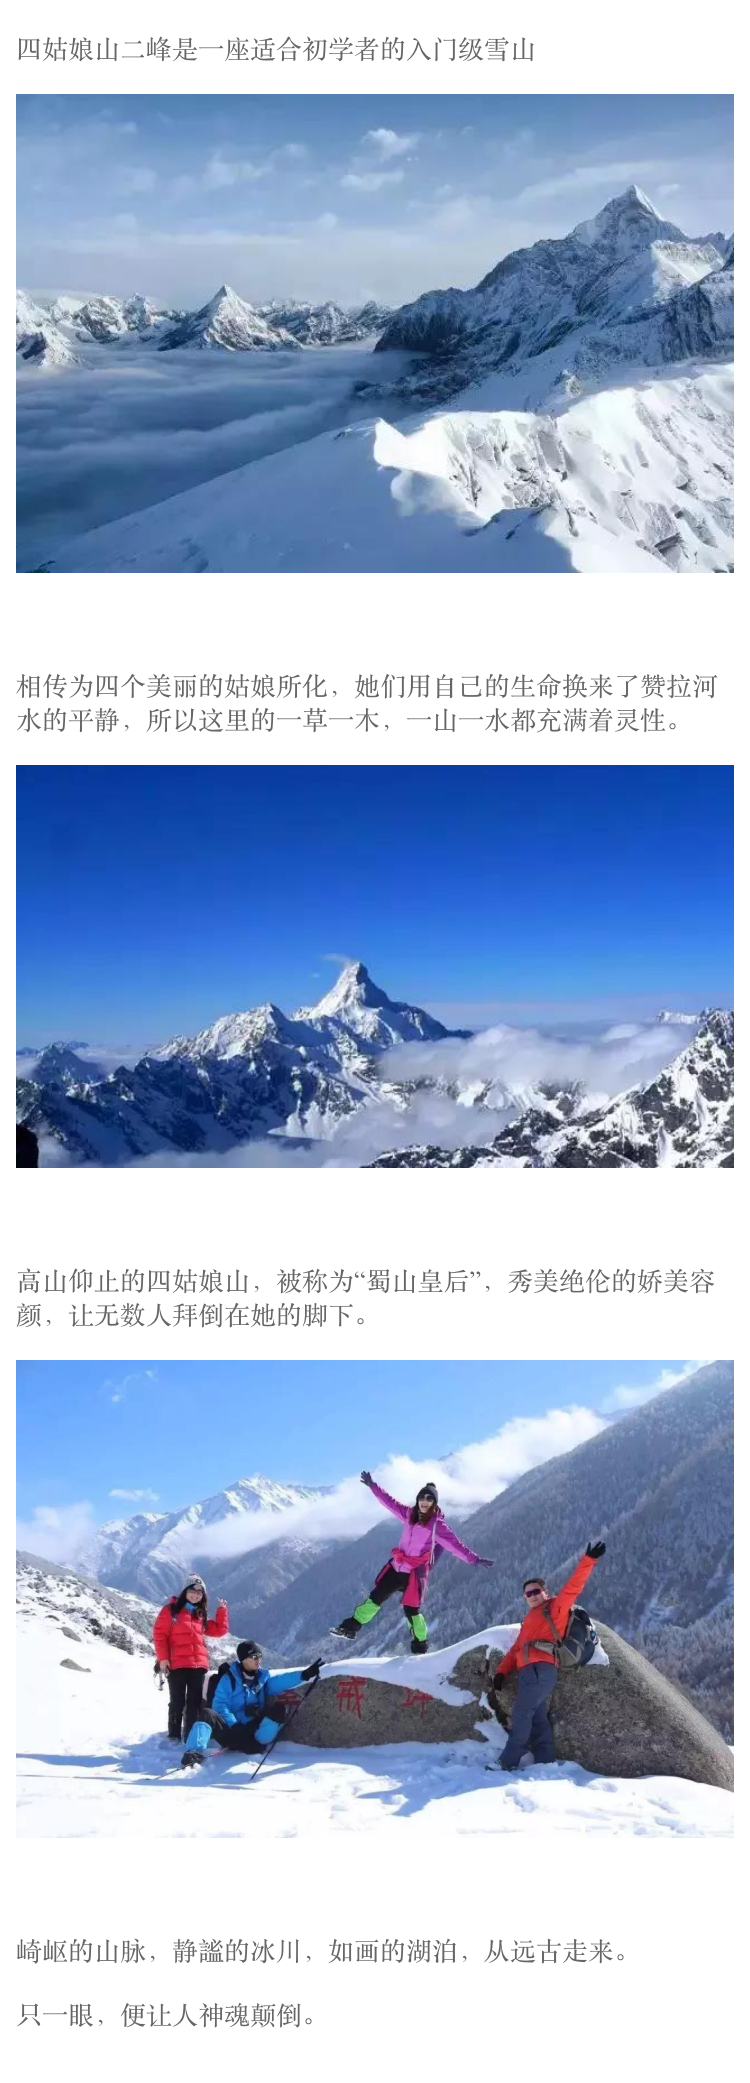 四姑娘山二峰是一座适合初学者的入门级雪山
相传为四个美丽的姑娘所化，她们用自己的生命换来了赞拉河
水的平静，所以这里的一草一木，一山一水都充满着灵性。
高山仰止的四姑娘山，被称为“蜀山皇后”，秀美绝伦的娇美容
颜，让无数人拜倒在她的脚下。
戒
崎岖的山脉，静谧的冰川，如画的湖泊，从远古走来。
只一眼，便让人神魂颠倒。